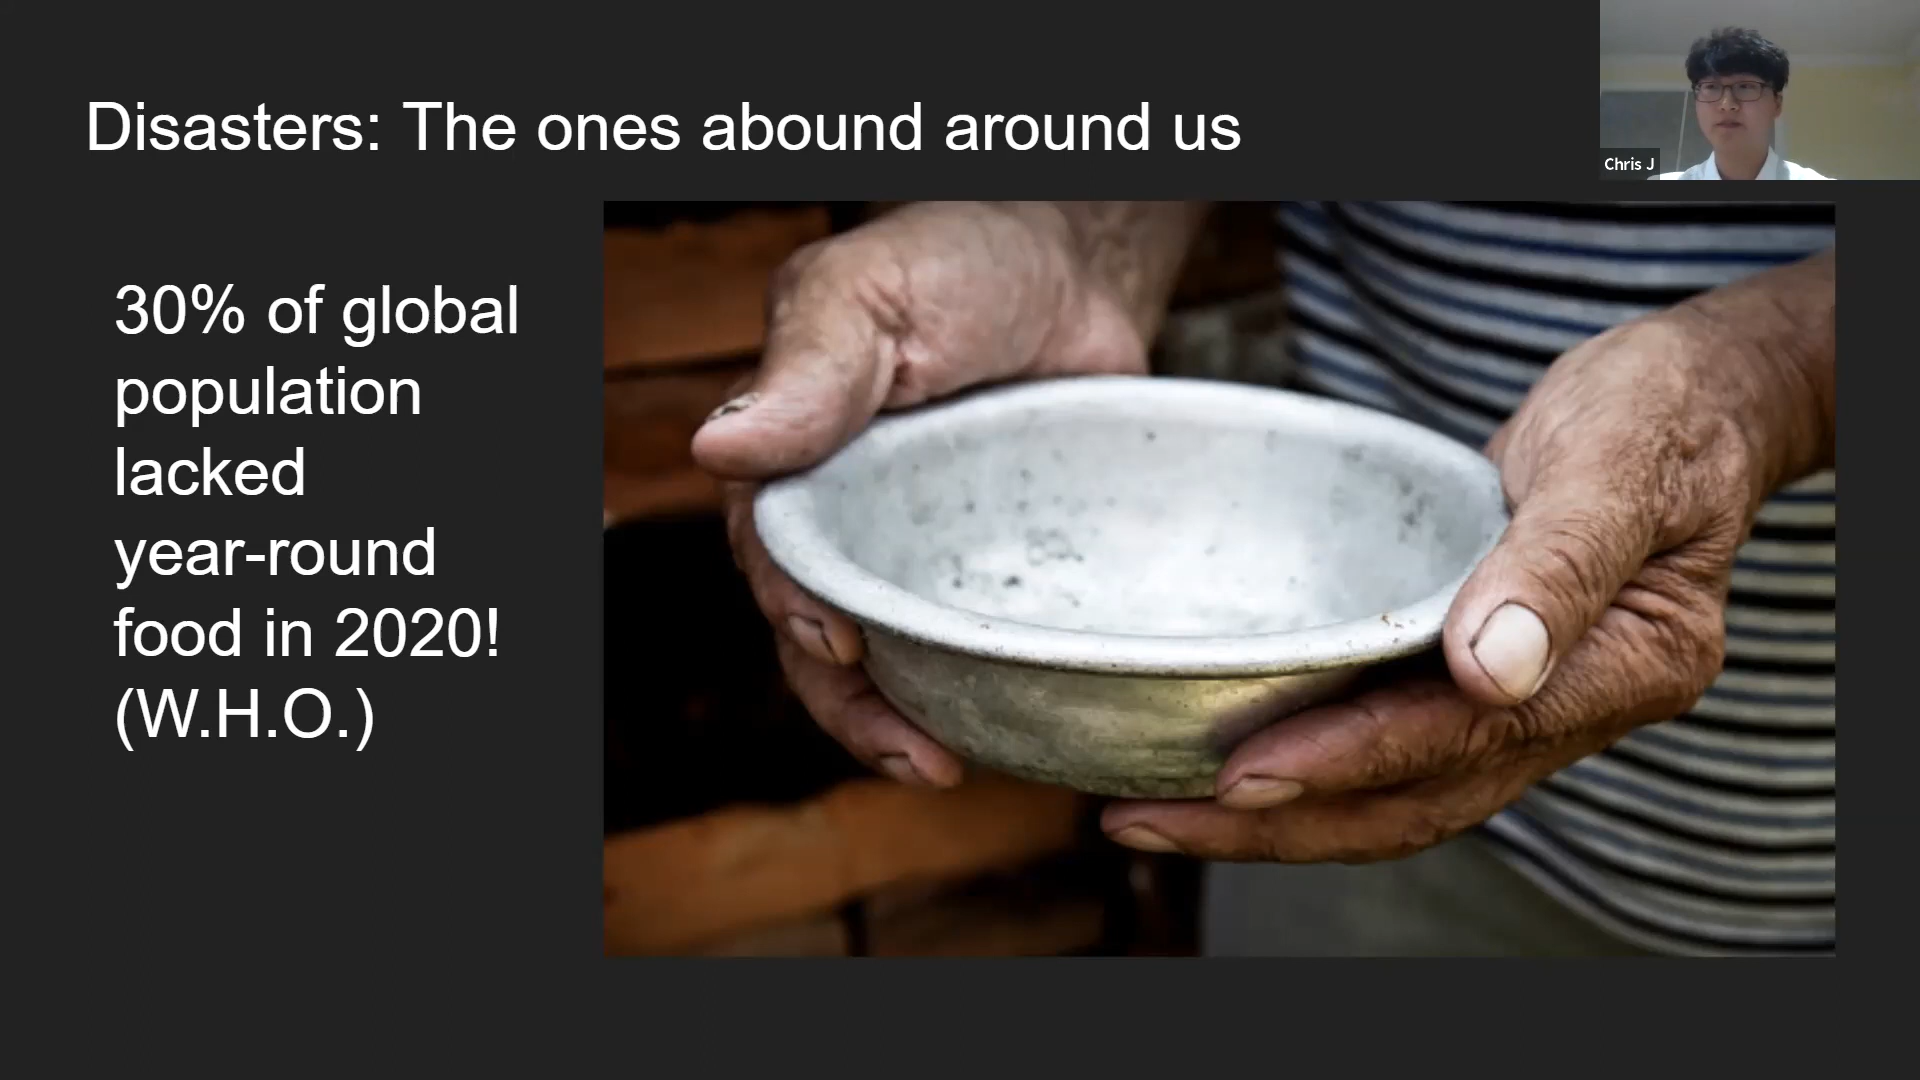 Disasters: The ones abound around us
Chris J
30% of global
population
lacked
year-round
food in 2020!
(W.H.O.)